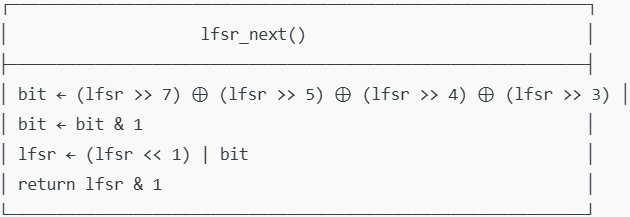 lfsr_next()
bit ← (lfsr >> 7) ⊕ (lfsr >> 5) ⊕ (lfsr >> 4) ⊕ (lfsr >> 3)
bit ← bit & 1
lfsr ← (lfsr << 1) | bit
return lfsr & 1